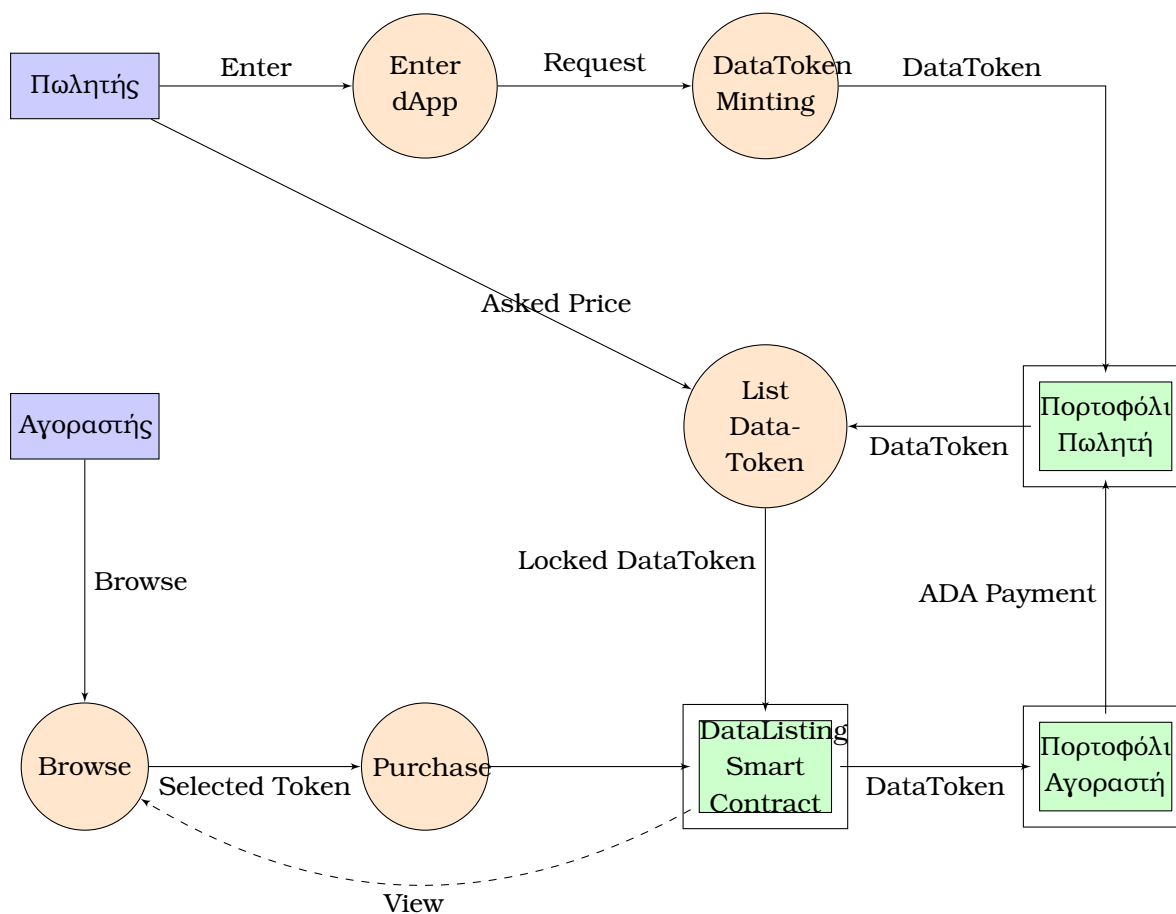 Πωλητής
Enter
Enter
dApp
Request
DataToken
Minting
DataToken
Asked Price
Αγοραστής
List
Data-
Token
DataToken
Πορτοφόλι
Πωλητή
Browse
Locked DataToken
ADA Payment
Browse
Selected Token
Purchase
DataListing
Smart
Contract
DataToken
Πορτοφόλι
Αγοραστή
View